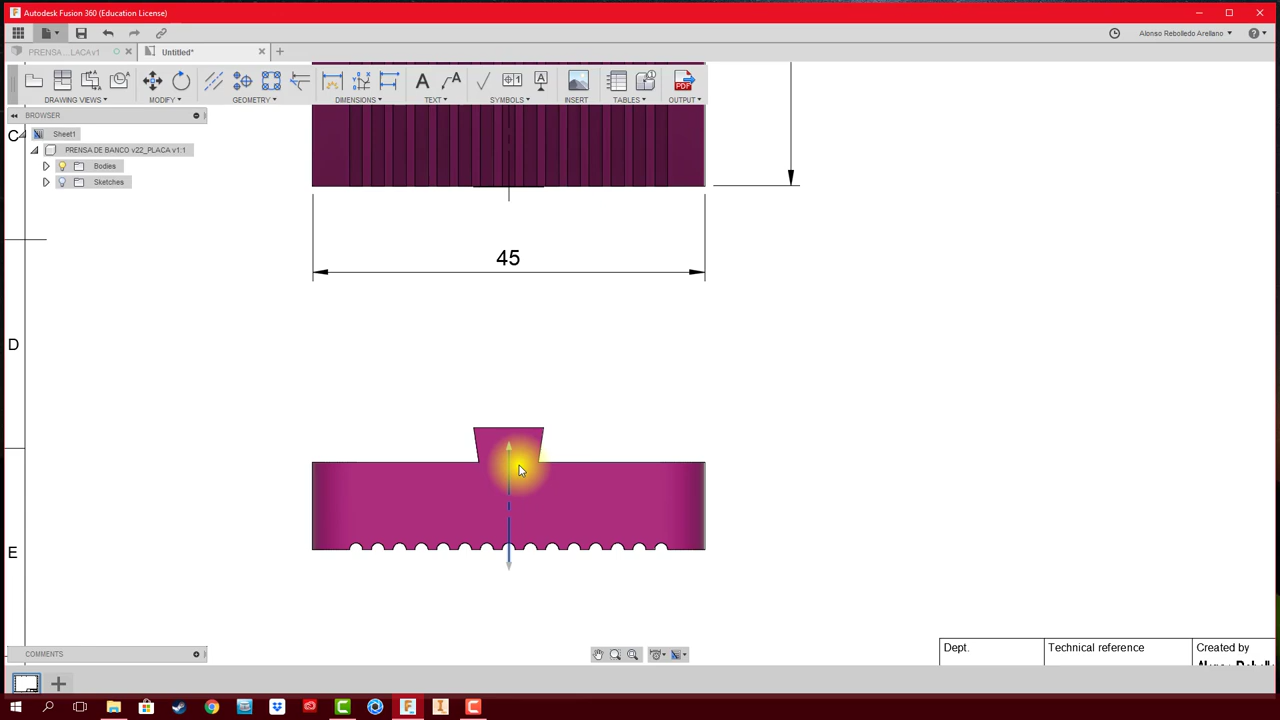 Autodesk Fusion 360 (Education License)
Alonso Rebolledo Arellano
PRENSA ...LACA v1
Untitled*
DRAWING VIEWS
MODIFY
GEOMETRY
DIMENSIONS
TEXT
SYMBOLS
INSERT
TABLES
OUTPUT
BROWSER
Sheet1
PRENSA DE BANCO v22_PLACA v1:1
Bodies
Sketches
C
D
E
45
Dept.
Technical reference
Created by
COMMENTS